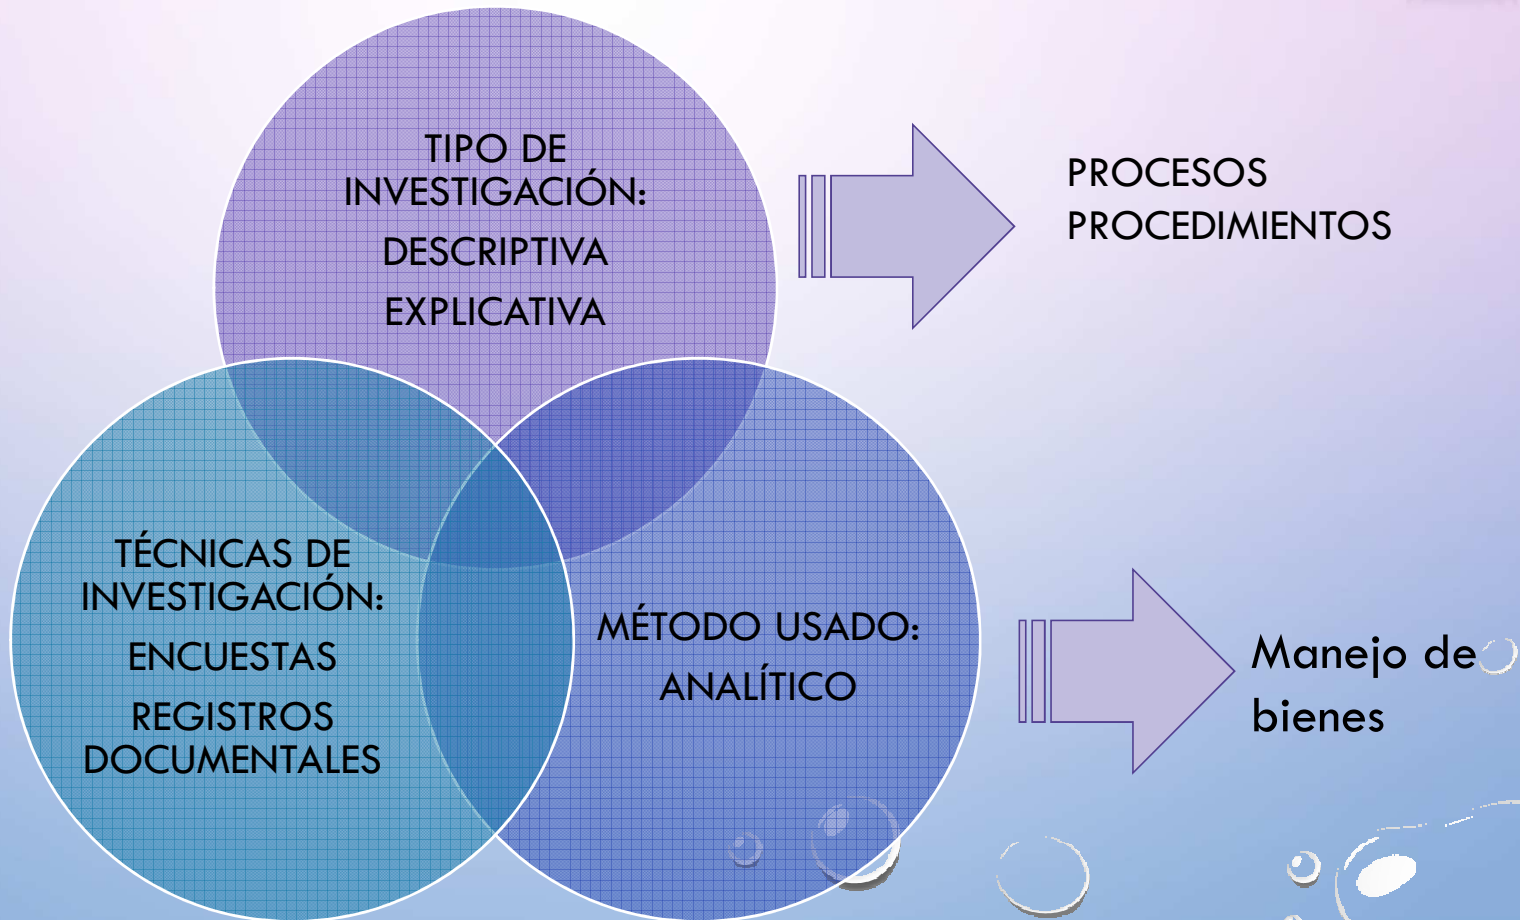 TIPO DE
INVESTIGACIÓN:
DESCRIPTIVA
EXPLICATIVA
PROCESOS
PROCEDIMIENTOS
TÉCNICAS DE
INVESTIGACIÓN:
ENCUESTAS
REGISTROS
DOCUMENTALES
MÉTODO USADO:
ANALÍTICO
Manejo de
bienes